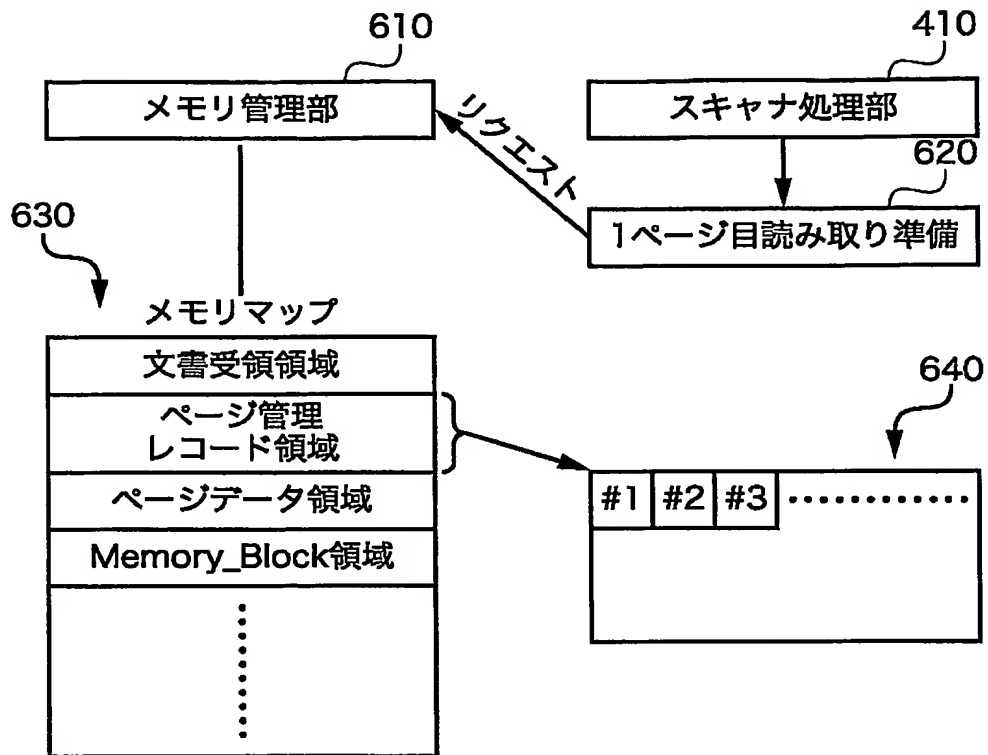 610
メモリ管理部
410
スキャナ処理部
リクエスト
620
1ページ目読み取り準備
630
メモリマップ
文書受領領域
ページ管理
レコード領域
ページデータ領域
Memory_Block領域
640
#1 #2 #3